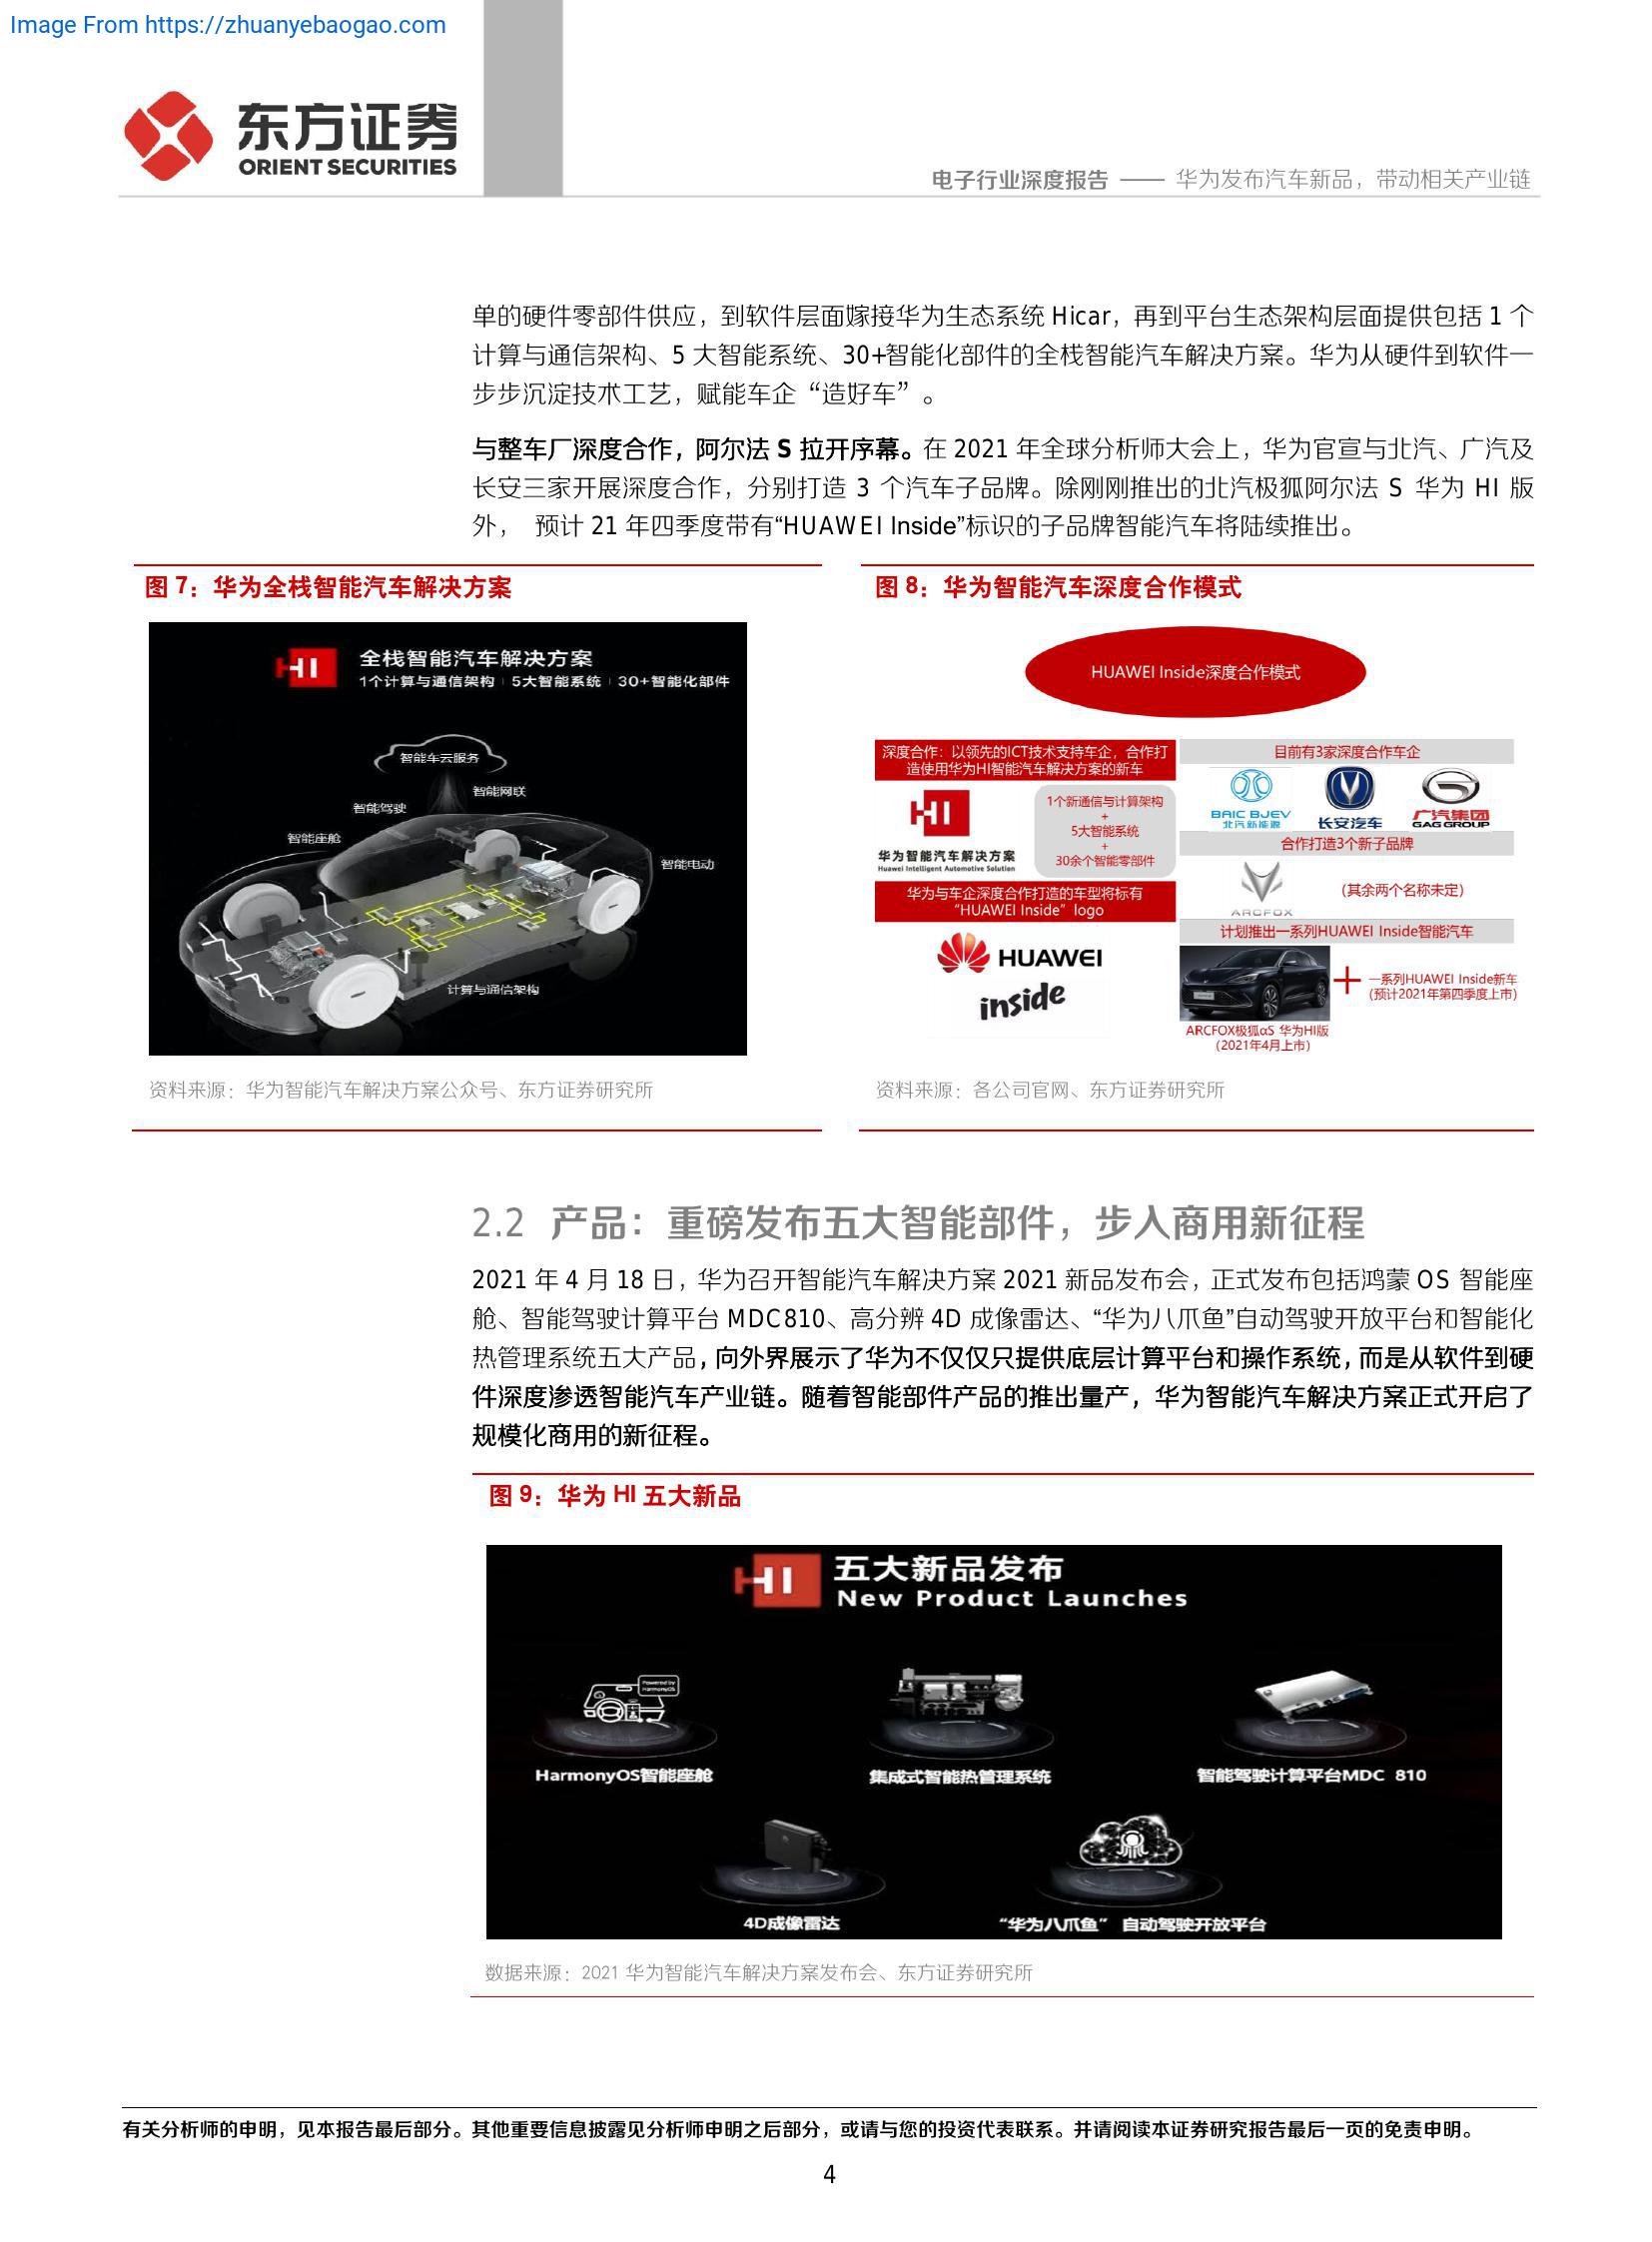 Image From https://zhuanyebaogao.com
东方证券
ORIENT SECURITIES
电子行业深度报告 —— 华为发布汽车新品，带动相关产业链
单的硬件零部件供应，到软件层面嫁接华为生态系统 Hicar，再到平台生态架构层面提供包括 1 个
计算与通信架构、5 大智能系统、30+智能化部件的全栈智能汽车解决方案。华为从硬件到软件一
步步沉淀技术工艺，赋能车企“造好车”。
与整车厂深度合作，阿尔法 S 拉开序幕。在 2021 年全球分析师大会上，华为官宣与北汽、广汽及
长安三家开展深度合作，分别打造 3 个汽车子品牌。除刚刚推出的北汽极狐阿尔法 S 华为 HI 版
外， 预计 21 年四季度带有“HUAWEI Inside”标识的子品牌智能汽车将陆续推出。
图 7：华为全栈智能汽车解决方案
HI
全栈智能汽车解决方案
1个计算与通信架构 | 5大智能系统 | 30+智能化部件
智能车云服务
智能网联
智能驾驶
智能座舱
智能电动
计算与通信架构
资料来源：华为智能汽车解决方案公众号、东方证券研究所
图 8：华为智能汽车深度合作模式
HUAWEI Inside深度合作模式
深度合作：以领先的ICT技术支持车企，合作打
造使用华为HI智能汽车解决方案的新车
HI
华为智能汽车解决方案
Huawei Intelligent Automotive Solution
1个新通信与计算架构
+
5大智能系统
+
30余个智能零部件
华为与车企深度合作打造的车型将标有
“HUAWEI Inside”logo
HUAWEI
inside
目前有3家深度合作车企
BAIC BJEV
北汽新能源
长安汽车
广汽集团
GAC GROUP
合作打造3个新子品牌
ARCFOX
（其余两个名称未定）
计划推出一系列HUAWEI Inside智能汽车
+
一系列HUAWEI Inside新车
（预计2021年第四季度上市）
ARCFOX极狐αS 华为HI版
（2021年4月上市）
资料来源：各公司官网、东方证券研究所
2.2 产品：重磅发布五大智能部件，步入商用新征程
2021 年 4 月 18 日，华为召开智能汽车解决方案 2021 新品发布会，正式发布包括鸿蒙 OS 智能座
舱、智能驾驶计算平台 MDC810、高分辨 4D 成像雷达、“华为八爪鱼”自动驾驶开放平台和智能化
热管理系统五大产品，向外界展示了华为不仅仅只提供底层计算平台和操作系统，而是从软件到硬
件深度渗透智能汽车产业链。随着智能部件产品的推出量产，华为智能汽车解决方案正式开启了
规模化商用的新征程。
图 9：华为 HI 五大新品
HI
五大新品发布
New Product Launches
Powered by
HarmonyOS
HarmonyOS智能座舱
集成式智能热管理系统
智能驾驶计算平台MDC 810
4D成像雷达
“华为八爪鱼” 自动驾驶开放平台
数据来源：2021 华为智能汽车解决方案发布会、东方证券研究所
有关分析师的申明，见本报告最后部分。其他重要信息披露见分析师申明之后部分，或请与您的投资代表联系。并请阅读本证券研究报告最后一页的免责申明。
4